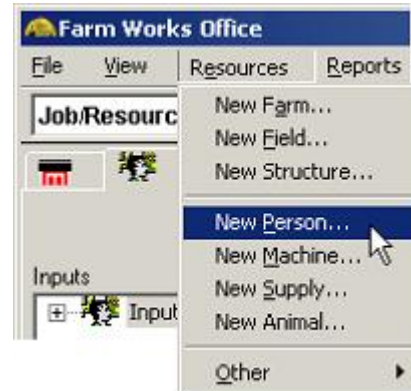 Farm Works Office
File View Resources Reports
Job/Resourc
New Farm...
New Field...
New Structure...
New Person...
New Machine...
New Supply...
New Animal...
Other
Inputs
Input